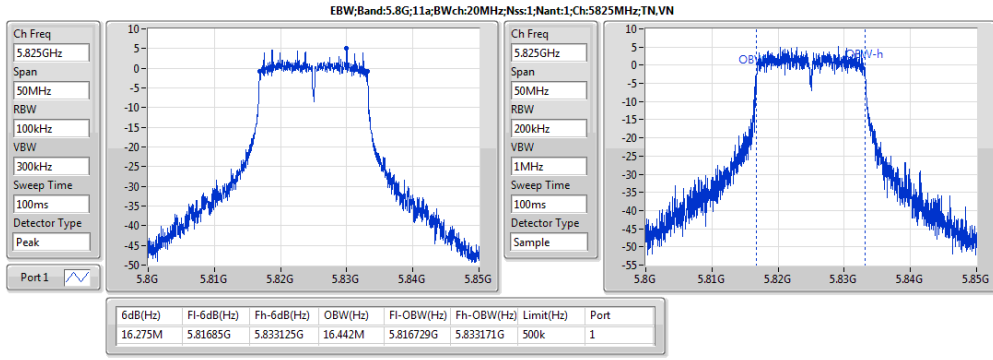 EBW;Band:5.8G;11a;BWch:20MHz;Nss:1;Nant:1;Ch:5825MHz;TN,VN
Ch Freq
5.825GHz
Span
50MHz
RBW
100kHz
VBW
300kHz
Sweep Time
100ms
Detector Type
Peak
Port 1
10
5
0
-5
-10
-15
-20
-25
-30
-35
-40
-45
-50
5.8G 5.81G 5.82G 5.83G 5.84G 5.85G
Ch Freq
5.825GHz
Span
50MHz
RBW
200kHz
VBW
1MHz
Sweep Time
100ms
Detector Type
Sample
10
5
0
-5
-10
-15
-20
-25
-30
-35
-40
-45
-50
-55
OBW-h
5.8G 5.81G 5.82G 5.83G 5.84G 5.85G
6dB(Hz) Fl-6dB(Hz) Fh-6dB(Hz) OBW(Hz) Fl-OBW(Hz) Fh-OBW(Hz) Limit(Hz) Port
16.275M 5.81685G 5.833125G 16.442M 5.816729G 5.833171G 500k 1